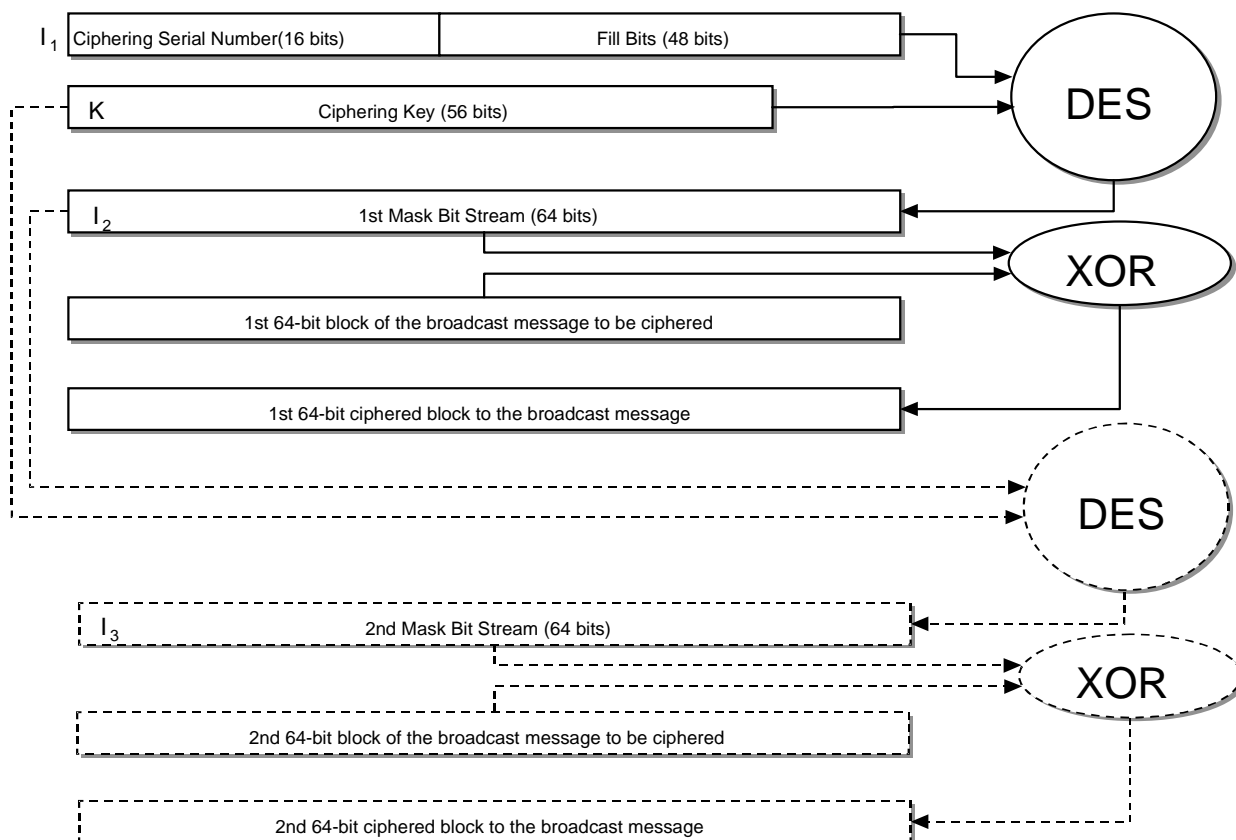 I1 Ciphering Serial Number(16 bits) Fill Bits (48 bits)
DES
K Ciphering Key (56 bits)
I2 1st Mask Bit Stream (64 bits)
XOR
1st 64-bit block of the broadcast message to be ciphered
1st 64-bit ciphered block to the broadcast message
DES
I3 2nd Mask Bit Stream (64 bits)
XOR
2nd 64-bit block of the broadcast message to be ciphered
2nd 64-bit ciphered block to the broadcast message